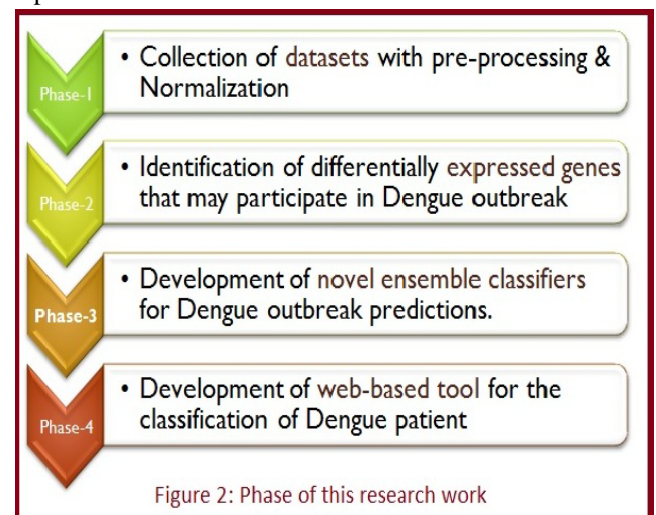 Phase-1
• Collection of datasets with pre-processing &
Normalization
Phase-2
• Identification of differentially expressed genes
that may participate in Dengue outbreak
Phase-3
• Development of novel ensemble classifiers
for Dengue outbreak predictions.
Phase-4
• Development of web-based tool for the
classification of Dengue patient
Figure 2: Phase of this research work